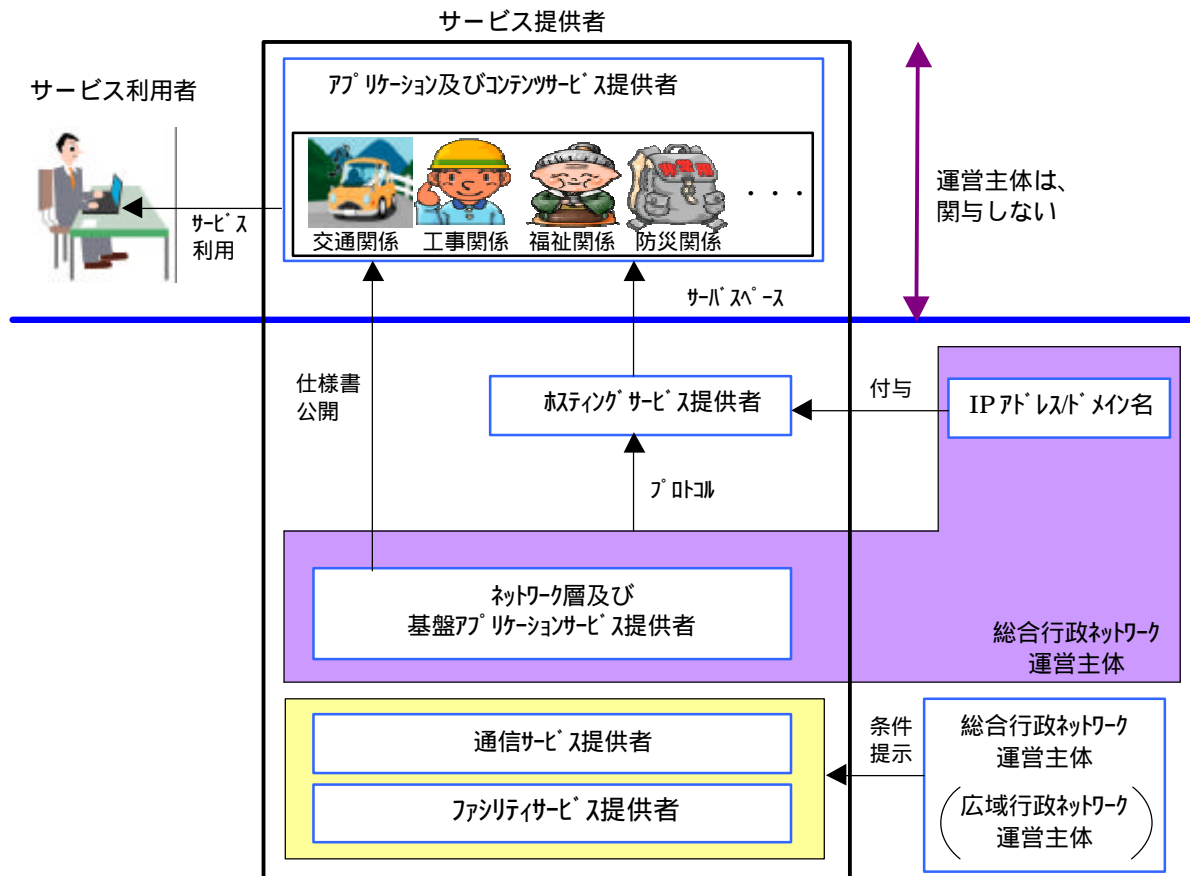 サービス提供者
サービス利用者
アプリケーション及びコンテンツサービス提供者
交通関係 工事関係 福祉関係 防災関係 ・・・
サービス
利用
運営主体は、
関与しない
サーバスペース
仕様書
公開
ホスティングサービス提供者
付与
IPアドレス/ドメイン名
プロトコル
ネットワーク層及び
基盤アプリケーションサービス提供者
総合行政ネットワーク
運営主体
通信サービス提供者
ファシリティサービス提供者
条件
提示
総合行政ネットワーク
運営主体
(広域行政ネットワーク
運営主体)